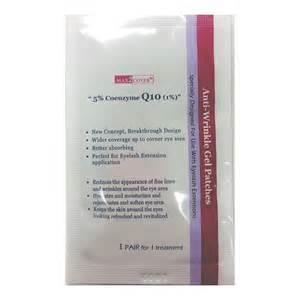 MAX2 COVER
" 5% Coenzyme Q10 (1%)"
- New Concept, Breakthrough Design
- Wider coverage up to corner eye area
- Better absorbing
- Perfect for Eyelash Extension
application
- Reduces the appearance of fine lines
and wrinkles around the eye area
- Hydrates and moisturizes and
rejuvenates and soften eye area
- Keeps the skin around the eyes
looking refreshed and revitalized
1 PAIR for 1 treatment
Anti-Wrinkle Gel Patches
Specially Designed For Use With Eyelash Extensions